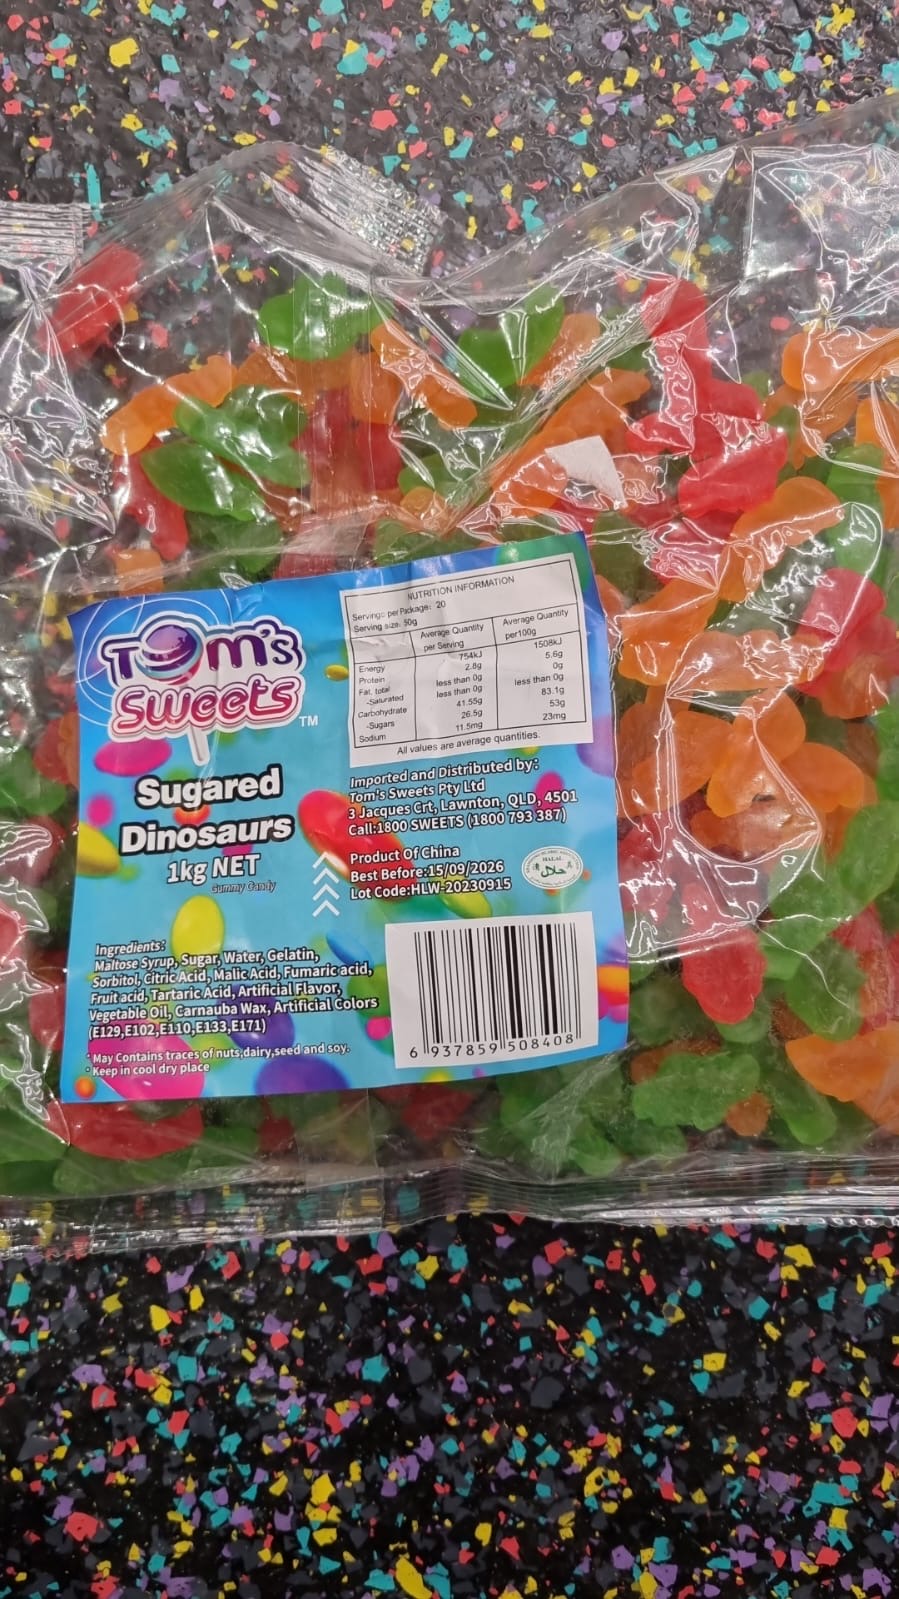 Tom's
Sweets
TM
Sugared
Dinosaurs
1kg NET
Gummy Candy
Ingredients:
Maltose Syrup, Sugar, Water, Gelatin,
Sorbitol, Citric Acid, Malic Acid, Fumaric acid,
Fruit acid, Tartaric Acid, Artificial Flavor,
Vegetable Oil, Carnauba Wax, Artificial Colors
(E129,E102,E110,E133,E171)
* May Contains traces of nuts,dairy,seed and soy.
* Keep in cool dry place
NUTRITION INFORMATION
Servings per Package: 20
Serving size: 50g
Average Quantity per Serving Average Quantity per100g
Energy 754kJ 1508kJ
Protein 2.8g 5.6g
Fat, total less than 0g 0g
-Saturated less than 0g less than 0g
Carbohydrate 41.55g 83.1g
-Sugars 26.5g 53g
Sodium 11.5mg 23mg
All values are average quantities.
Imported and Distributed by:
Tom's Sweets Pty Ltd
3 Jacques Crt, Lawnton, QLD, 4501
Call:1800 SWEETS (1800 793 387)
Product Of China
Best Before:15/09/2026
Lot Code:HLW-20230915
HALAL
حلال
6 937859 508408